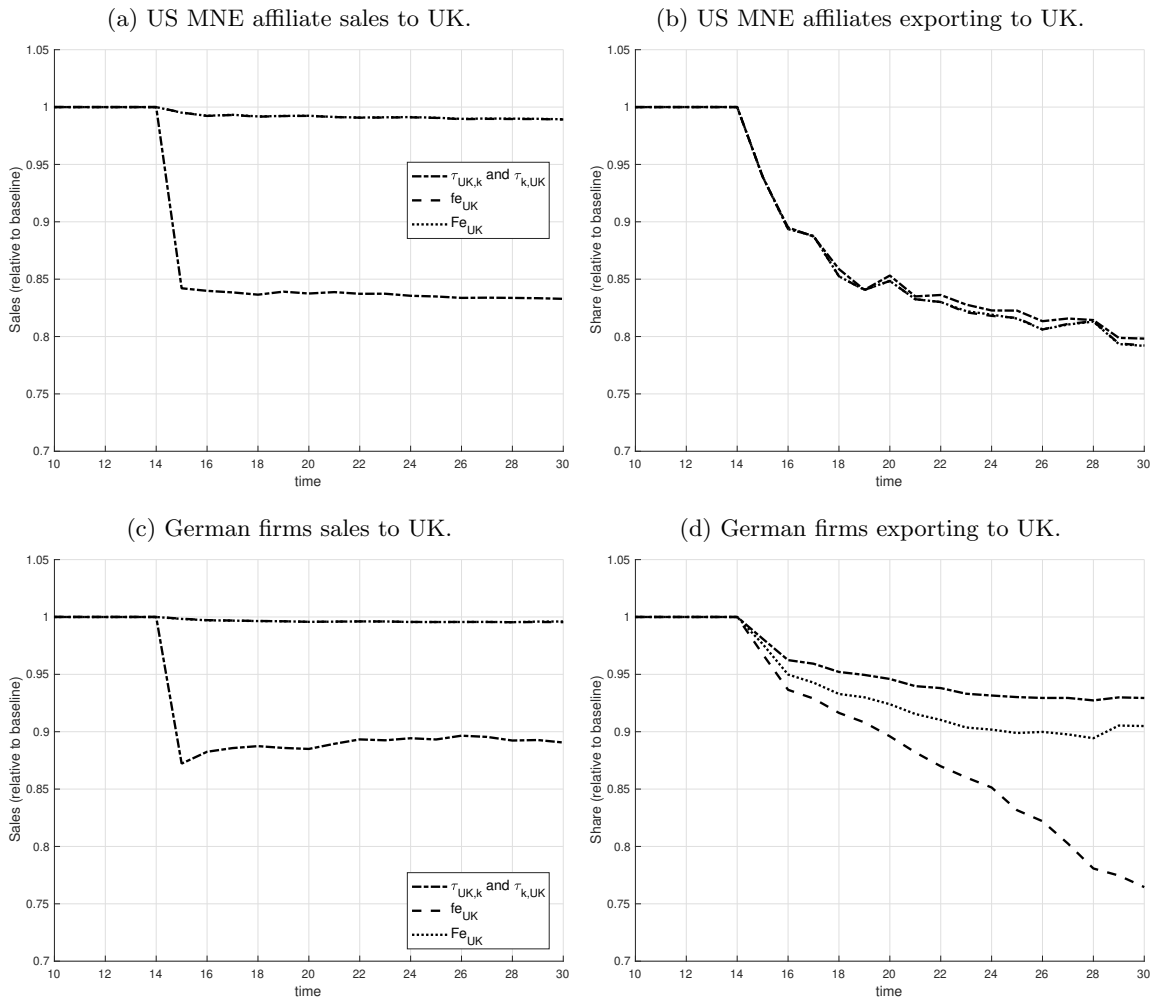 (a) US MNE affiliate sales to UK.
1.05
1
0.95
0.9
0.85
0.8
0.75
0.7
Sales (relative to baseline)
10 12 14 16 18 20 22 24 26 28 30
time
τUK,k and τk,UK
feUK
FeUK
(b) US MNE affiliates exporting to UK.
1.05
1
0.95
0.9
0.85
0.8
0.75
0.7
Share (relative to baseline)
10 12 14 16 18 20 22 24 26 28 30
time
(c) German firms sales to UK.
1.05
1
0.95
0.9
0.85
0.8
0.75
0.7
Sales (relative to baseline)
10 12 14 16 18 20 22 24 26 28 30
time
τUK,k and τk,UK
feUK
FeUK
(d) German firms exporting to UK.
1.05
1
0.95
0.9
0.85
0.8
0.75
0.7
Share (relative to baseline)
10 12 14 16 18 20 22 24 26 28 30
time